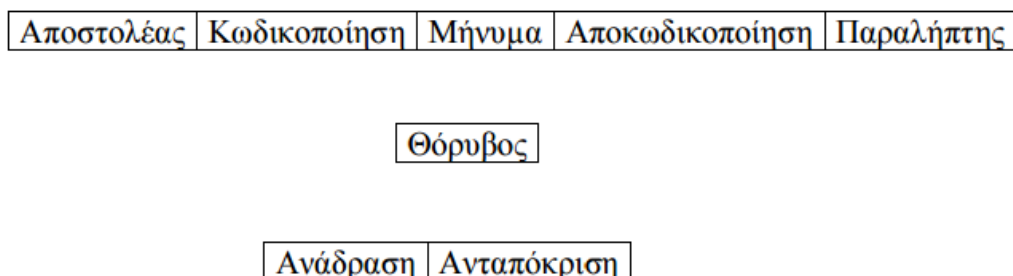 Αποστολέας Κωδικοποίηση Μήνυμα Αποκωδικοποίηση Παραλήπτης
Θόρυβος
Ανάδραση Ανταπόκριση